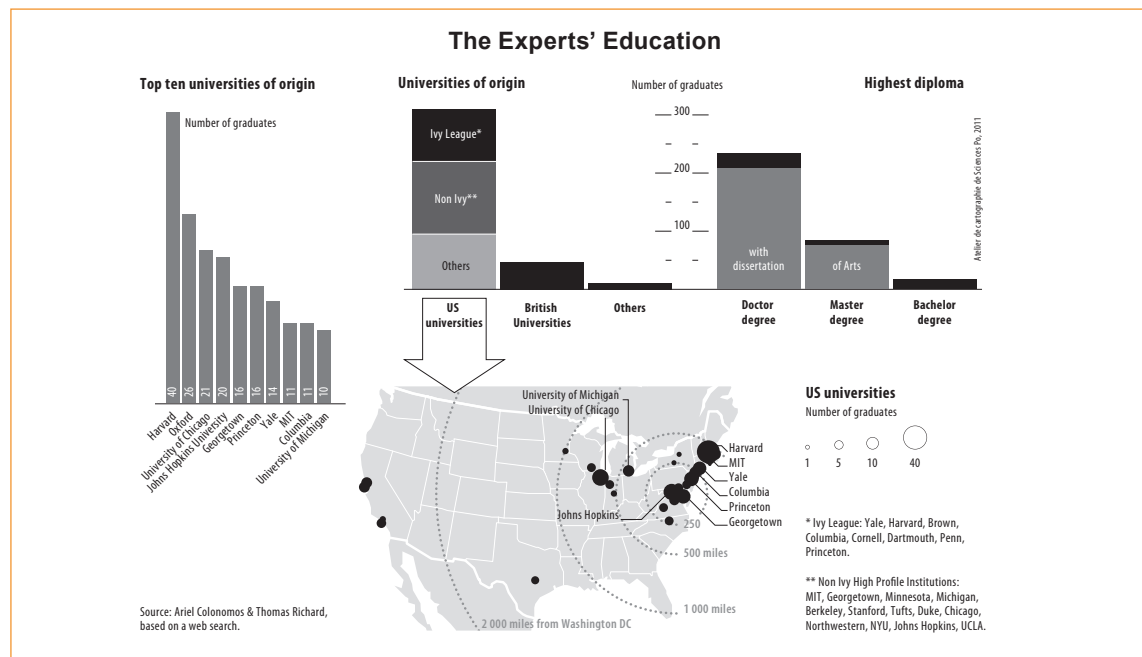 The Experts’ Education
Top ten universities of origin
Number of graduates
40
26
21
20
16
16
14
11
11
10
Harvard
Oxford
University of Chicago
Johns Hopkins University
Georgetown
Princeton
Yale
MIT
Columbia
University of Michigan
Universities of origin
Ivy League*
Non Ivy**
Others
US
universities
British
Universities
Others
Number of graduates
300
200
100
Highest diploma
with
dissertation
of Arts
Doctor
degree
Master
degree
Bachelor
degree
Atelier de cartographie de Sciences Po, 2011
University of Michigan
University of Chicago
Harvard
MIT
Yale
Columbia
Princeton
Georgetown
Johns Hopkins
250
500 miles
1 000 miles
2 000 miles from Washington DC
US universities
Number of graduates
1
5
10
40
* Ivy League: Yale, Harvard, Brown,
Columbia, Cornell, Dartmouth, Penn,
Princeton.
** Non Ivy High Profile Institutions:
MIT, Georgetown, Minnesota, Michigan,
Berkeley, Stanford, Tufts, Duke, Chicago,
Northwestern, NYU, Johns Hopkins, UCLA.
Source: Ariel Colonomos & Thomas Richard,
based on a web search.